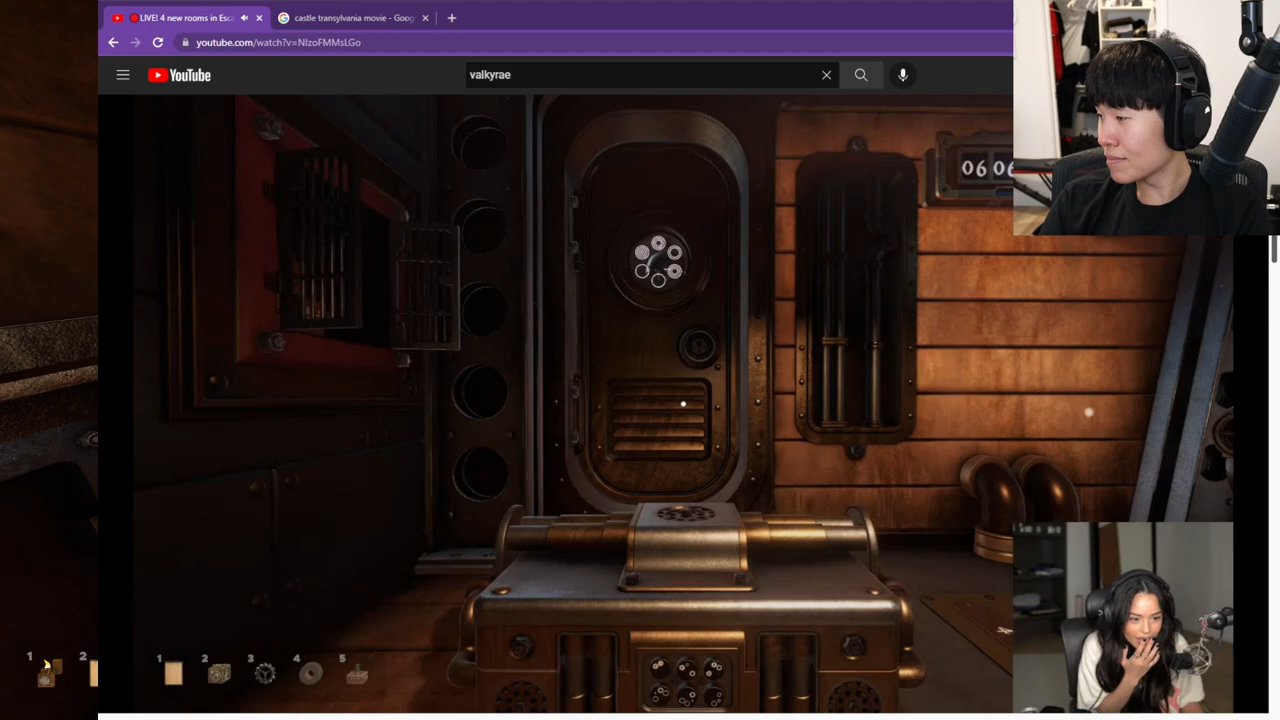 LIVE! 4 new rooms in Esca
castle transylvania movie - Goog
youtube.com/watch?v=NIzoFMMsLGo
YouTube
valkyrae
06 06
1 2
1 2 3 4 5